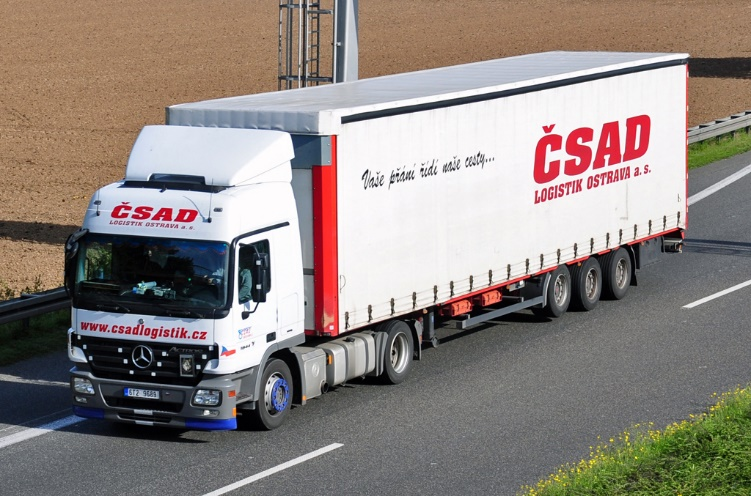 ČSAD
LOGISTIK OSTRAVA a. s.
Vaše přání řídí naše cesty...
ČSAD
LOGISTIK OSTRAVA a. s.
www.csadlogistik.cz